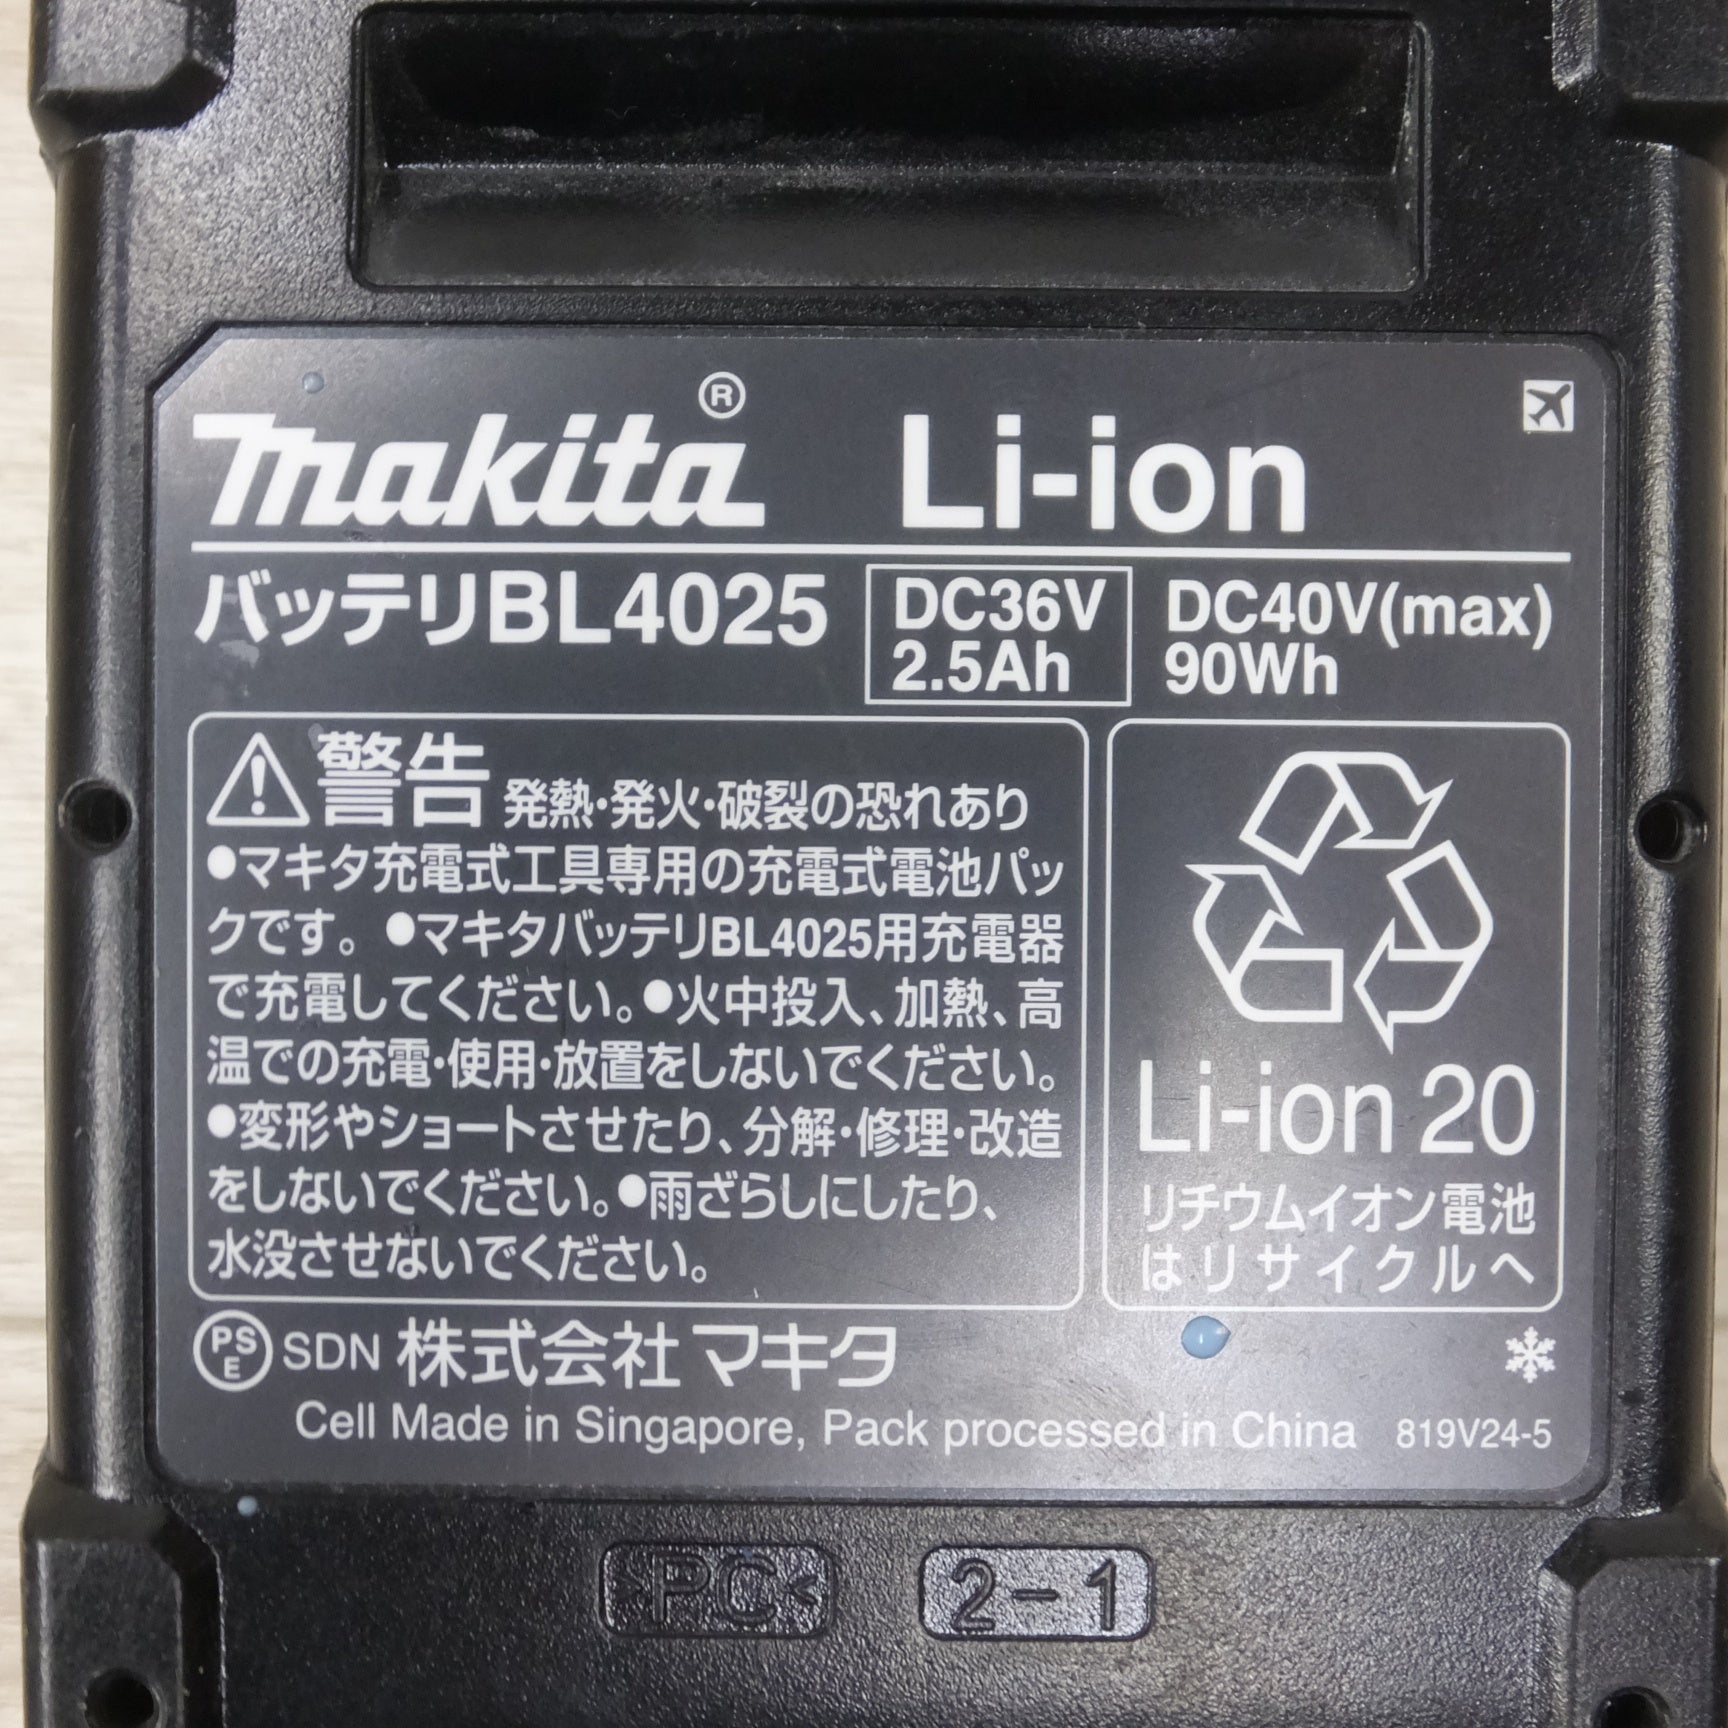 makita® Li-ion
バッテリBL4025 DC36V 2.5Ah DC40V(max) 90Wh
警告 発熱・発火・破裂の恐れあり
●マキタ充電式工具専用の充電式電池パッ
クです。●マキタバッテリBL4025用充電器
で充電してください。●火中投入、加熱、高
温での充電・使用・放置をしないでください。
●変形やショートさせたり、分解・修理・改造
をしないでください。●雨ざらしにしたり、
水没させないでください。
Li-ion 20
リチウムイオン電池
はリサイクルへ
PSE SDN 株式会社マキタ
Cell Made in Singapore, Pack processed in China 819V24-5
>PC< 2-1